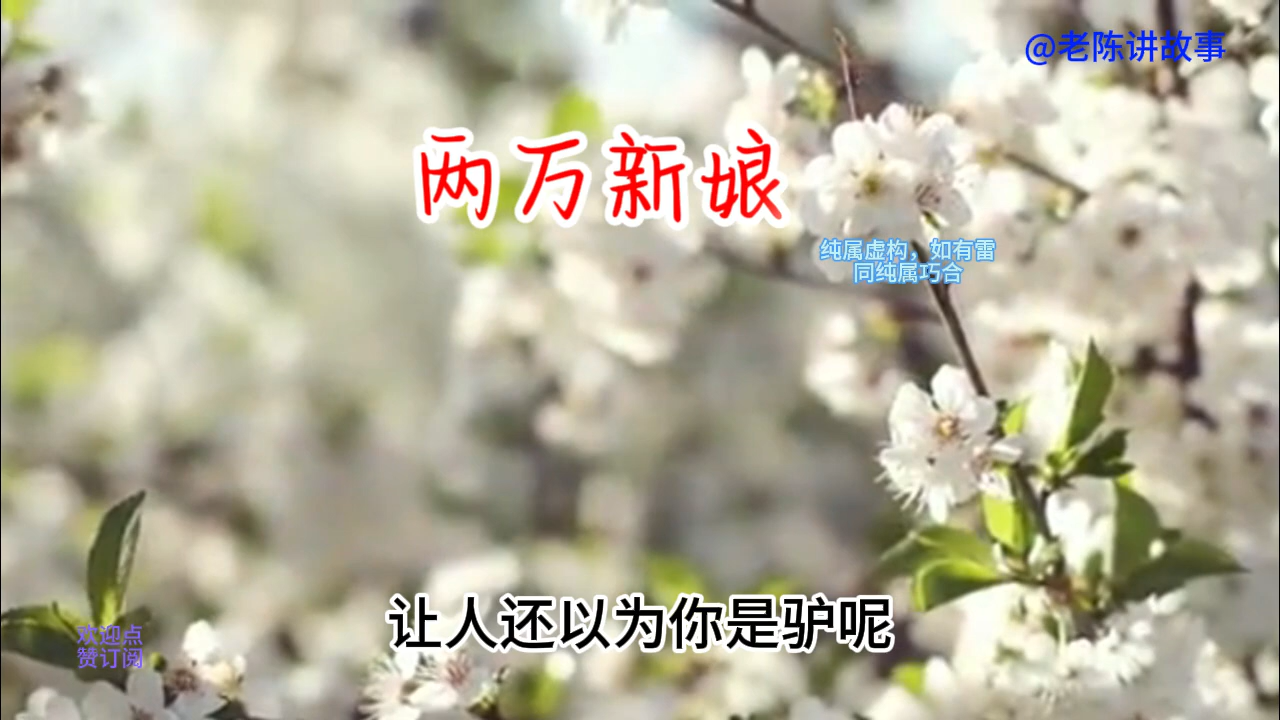 @老陈讲故事
两万新娘
纯属虚构，如有雷
同纯属巧合
让人还以为你是驴呢
欢迎点
赞订阅